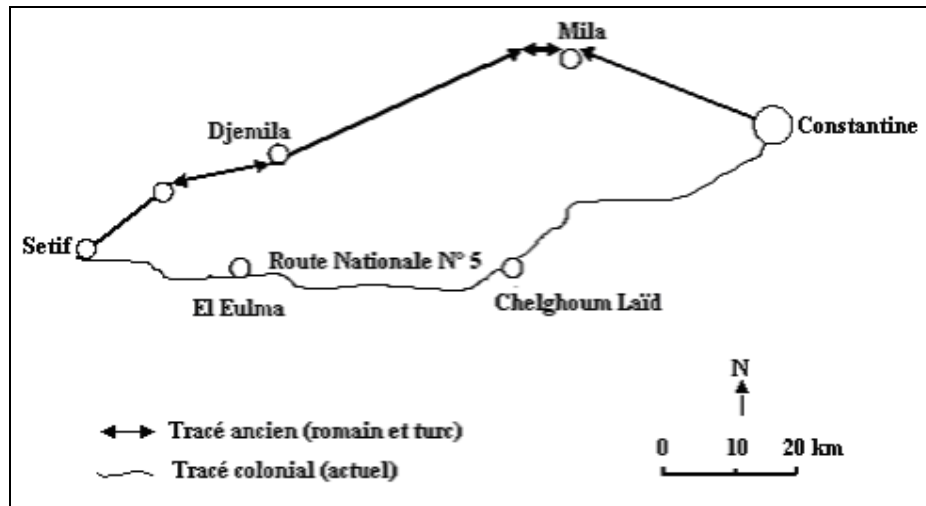 Mila
Constantine
Djemila
Setif
Route Nationale N° 5
El Eulma
Chelghoum Laïd
N
Tracé ancien (romain et turc)
0 10 20 km
Tracé colonial (actuel)